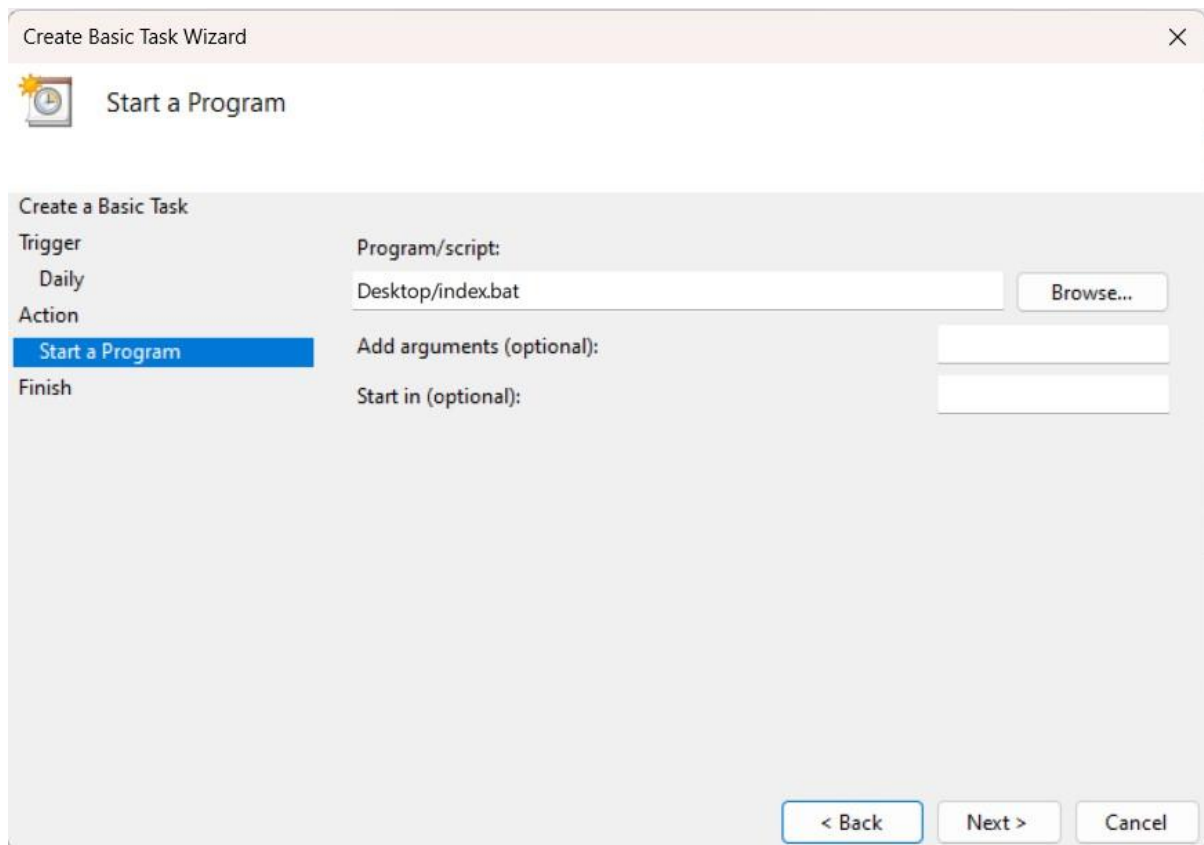 Create Basic Task Wizard
Start a Program
Create a Basic Task
Trigger
Daily
Action
Start a Program
Finish
Program/script:
Desktop/index.bat
Browse...
Add arguments (optional):
Start in (optional):
< Back
Next >
Cancel